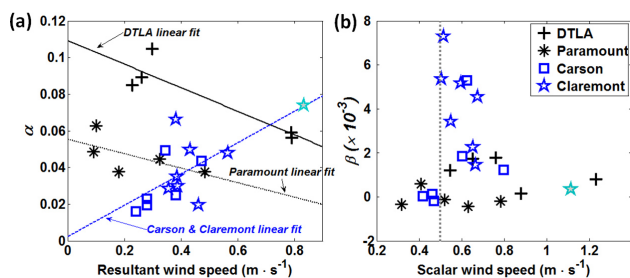 (a)
0.12
0.1
0.08
0.06
0.04
0.02
0
α
DTLA linear fit
Paramount linear fit
Carson & Claremont linear fit
0
0.2
0.4
0.6
0.8
Resultant wind speed (m · s⁻¹)
(b)
8
6
4
2
0
-2
β (× 10⁻³)
DTLA
Paramount
Carson
Claremont
0.2
0.4
0.6
0.8
1
1.2
Scalar wind speed (m · s⁻¹)